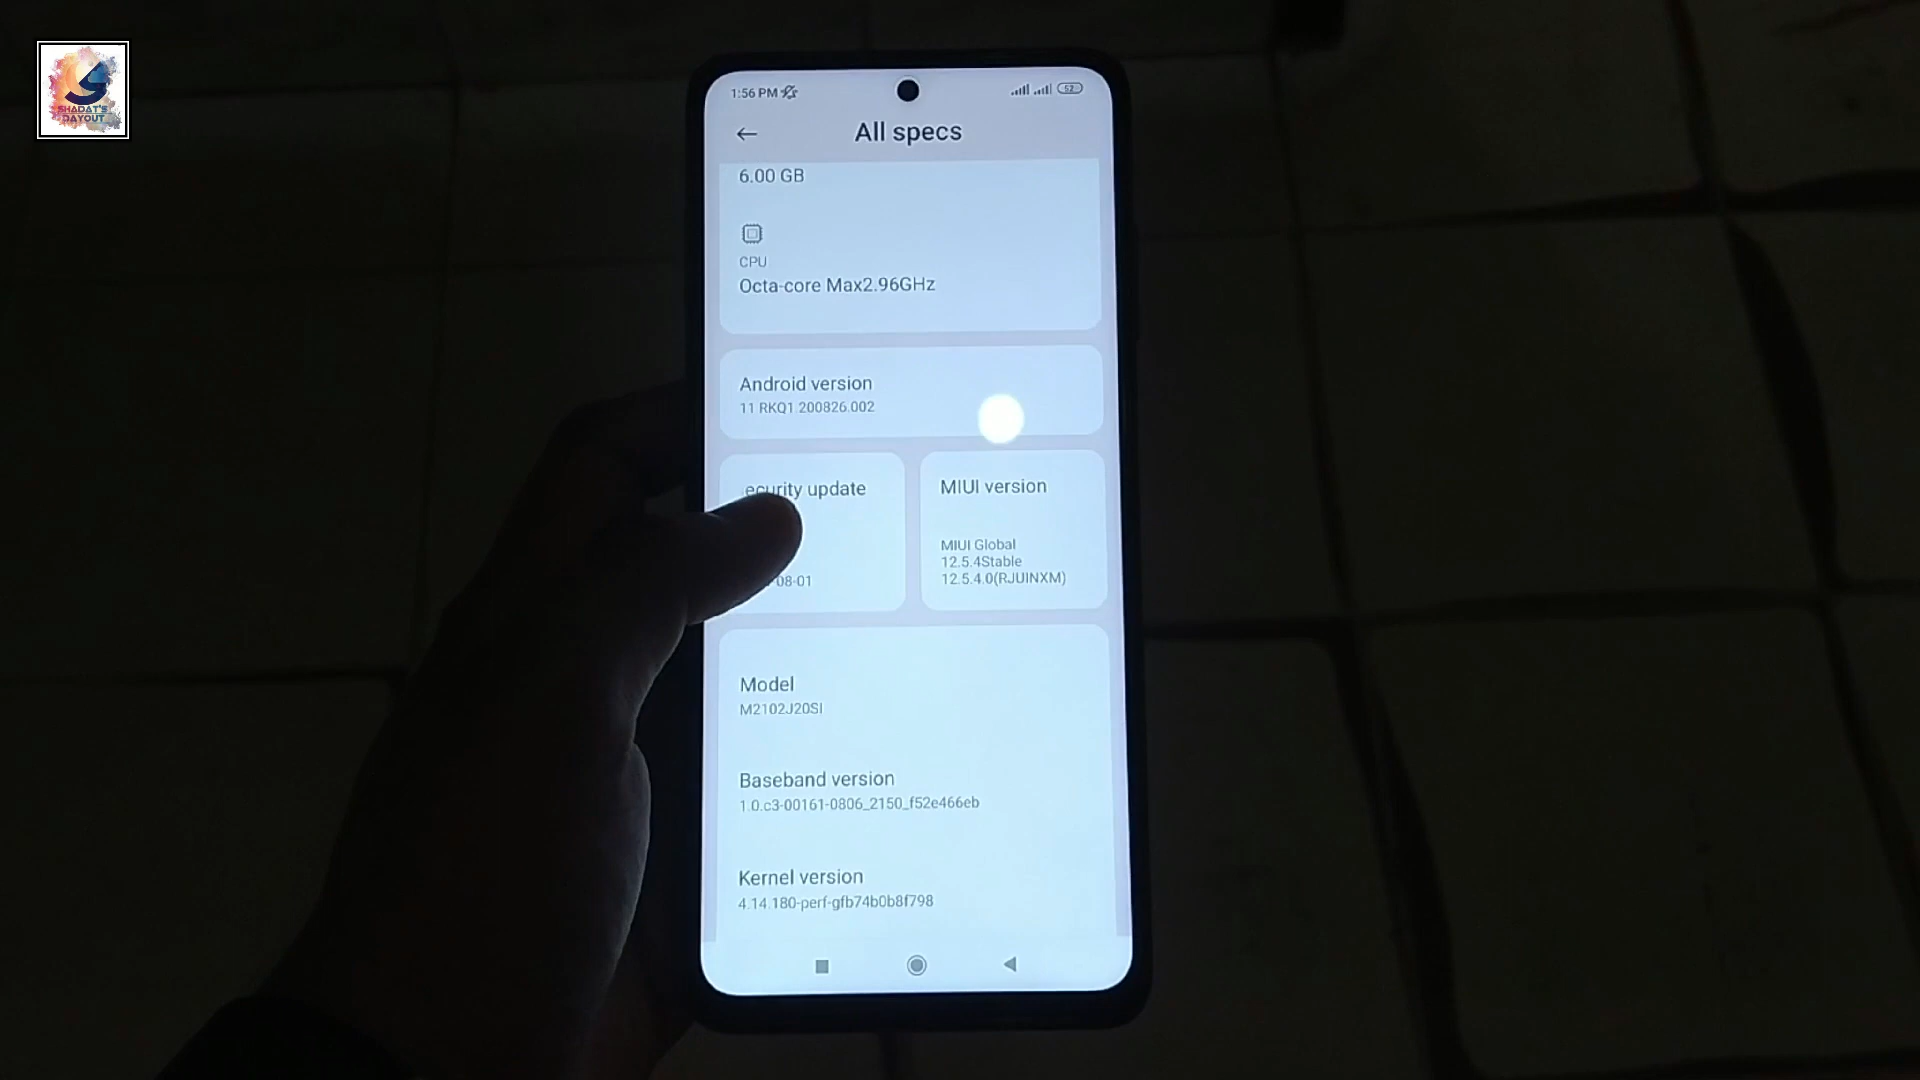 SHADAT'S
DAYOUT
1:56 PM
52
All specs
6.00 GB
CPU
Octa-core Max2.96GHz
Android version
11 RKQ1.200826.002
ecurity update
08-01
MIUI version
MIUI Global
12.5.4Stable
12.5.4.0(RJUINXM)
Model
M2102J20SI
Baseband version
1.0.c3-00161-0806_2150_f52e466eb
Kernel version
4.14.180-perf-gfb74b0b8f798